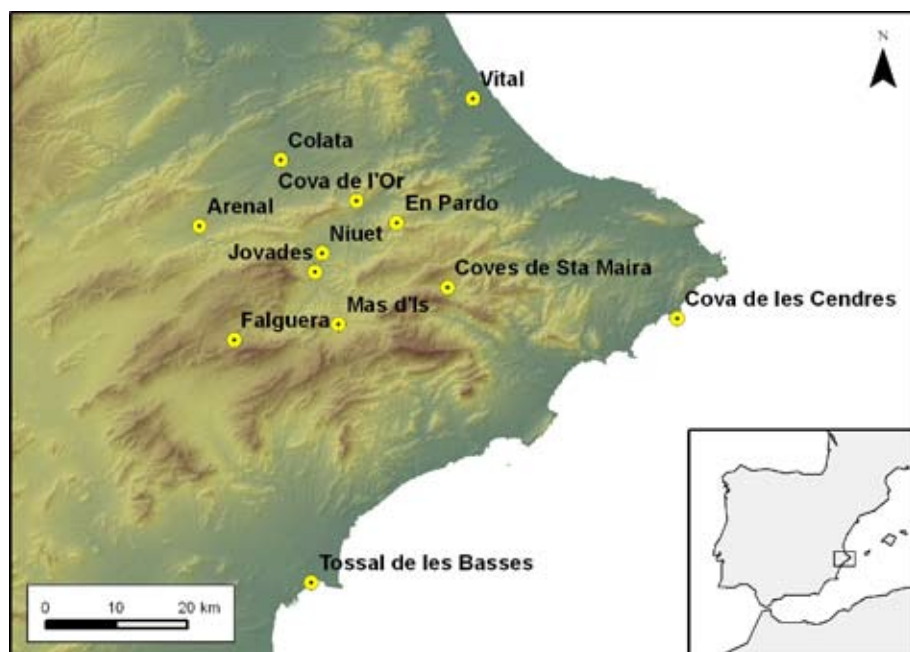 N
Vital
Colata
Cova de l'Or
Arenal
En Pardo
Niuet
Jovades
Coves de Sta Maira
Cova de les Cendres
Mas d'Is
Falguera
Tossal de les Basses
0 10 20 km